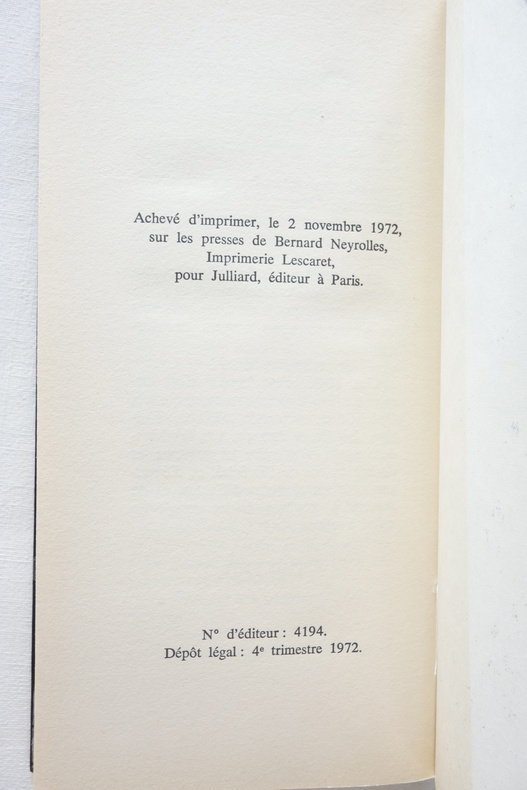 Achevé d'imprimer, le 2 novembre 1972,
sur les presses de Bernard Neyrolles,
Imprimerie Lescaret,
pour Julliard, éditeur à Paris.
N° d'éditeur : 4194.
Dépôt légal : 4e trimestre 1972.